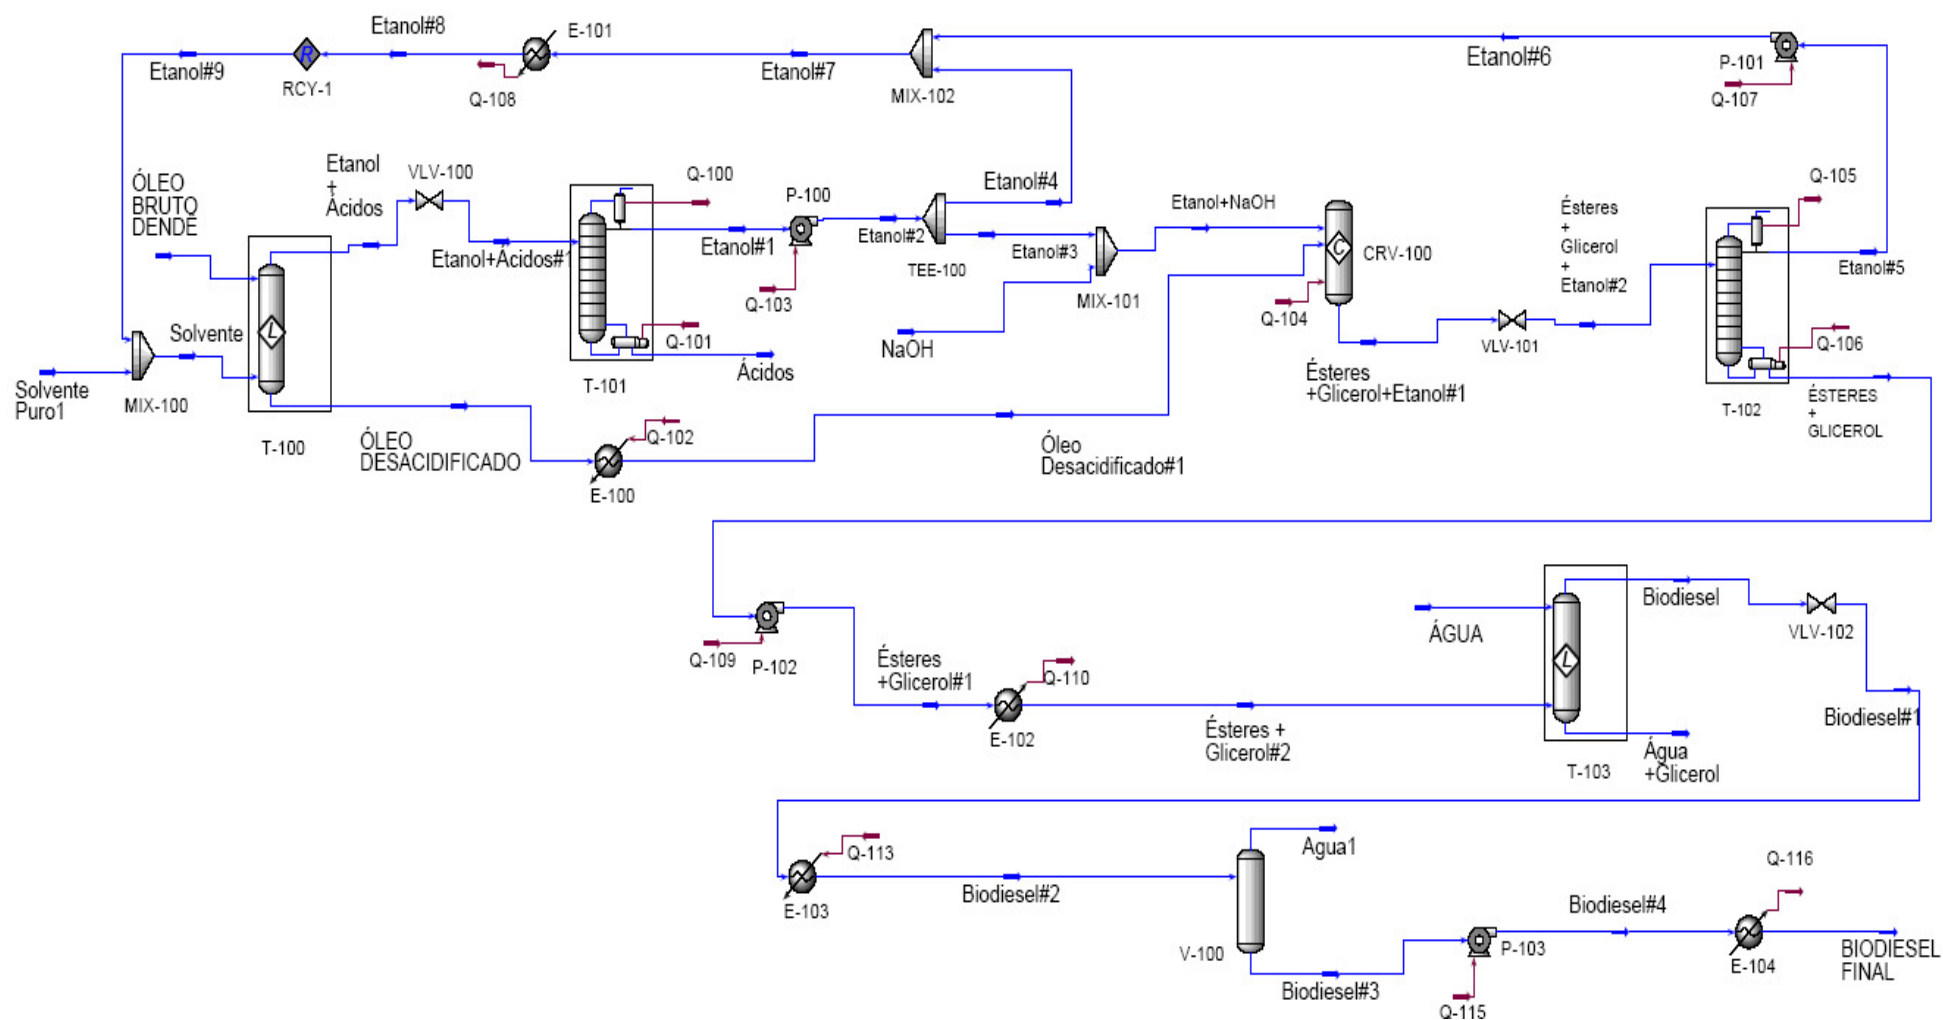 Etanol#8
E-101
Etanol#9
RCY-1
Q-108
Etanol#7
MIX-102
Etanol#6
P-101
Q-107
ÓLEO
BRUTO
DENDE
Etanol
+
Ácidos
VLV-100
Q-100
P-100
Etanol#4
Etanol+NaOH
Ésteres
+
Glicerol
+
Etanol#2
Q-105
Etanol+Ácidos#1
Etanol#1
Etanol#2
Etanol#3
TEE-100
CRV-100
Etanol#5
Q-103
MIX-101
Q-104
Solvente
Q-101
NaOH
VLV-101
Q-106
Solvente
Puro1
MIX-100
T-101
Ácidos
Ésteres
+Glicerol+Etanol#1
ÉSTERES
+
GLICEROL
T-102
T-100
ÓLEO
DESACIDIFICADO
Q-102
E-100
Óleo
Desacidificado#1
L
C
R
Biodiesel
ÁGUA
VLV-102
Q-109
P-102
Ésteres
+Glicerol#1
Q-110
L
Biodiesel#1
E-102
Ésteres +
Glicerol#2
T-103
Água
+Glicerol
Q-113
Agua1
Q-116
E-103
Biodiesel#2
Biodiesel#4
V-100
P-103
E-104
BIODIESEL
FINAL
Biodiesel#3
Q-115